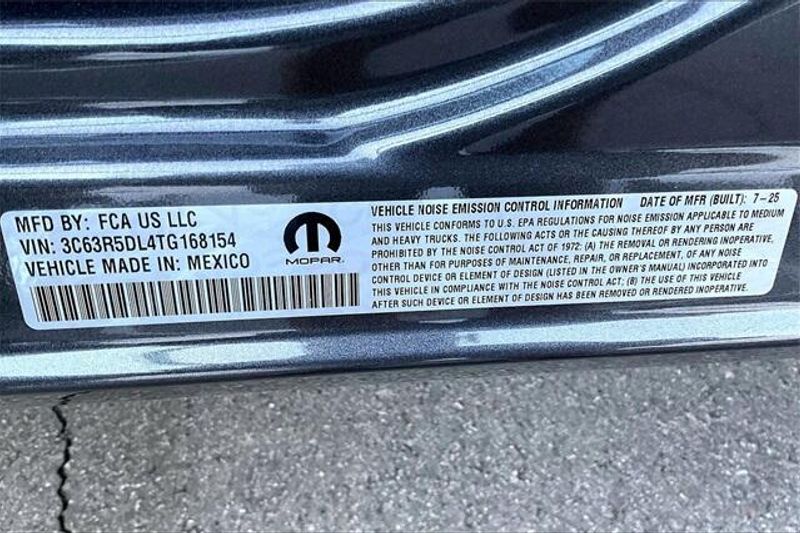 MFD BY: FCA US LLC
VIN: 3C63R5DL4TG168154
VEHICLE MADE IN: MEXICO
MOPAR.
VEHICLE NOISE EMISSION CONTROL INFORMATION DATE OF MFR (BUILT): 7-25
THIS VEHICLE CONFORMS TO U.S. EPA REGULATIONS FOR NOISE EMISSION APPLICABLE TO MEDIUM
AND HEAVY TRUCKS. THE FOLLOWING ACTS OR THE CAUSING THEREOF BY ANY PERSON ARE
PROHIBITED BY THE NOISE CONTROL ACT OF 1972: (A) THE REMOVAL OR RENDERING INOPERATIVE,
OTHER THAN FOR PURPOSES OF MAINTENANCE, REPAIR, OR REPLACEMENT, OF ANY NOISE
CONTROL DEVICE OR ELEMENT OF DESIGN (LISTED IN THE OWNER'S MANUAL) INCORPORATED INTO
THIS VEHICLE IN COMPLIANCE WITH THE NOISE CONTROL ACT; (B) THE USE OF THIS VEHICLE
AFTER SUCH DEVICE OR ELEMENT OF DESIGN HAS BEEN REMOVED OR RENDERED INOPERATIVE.